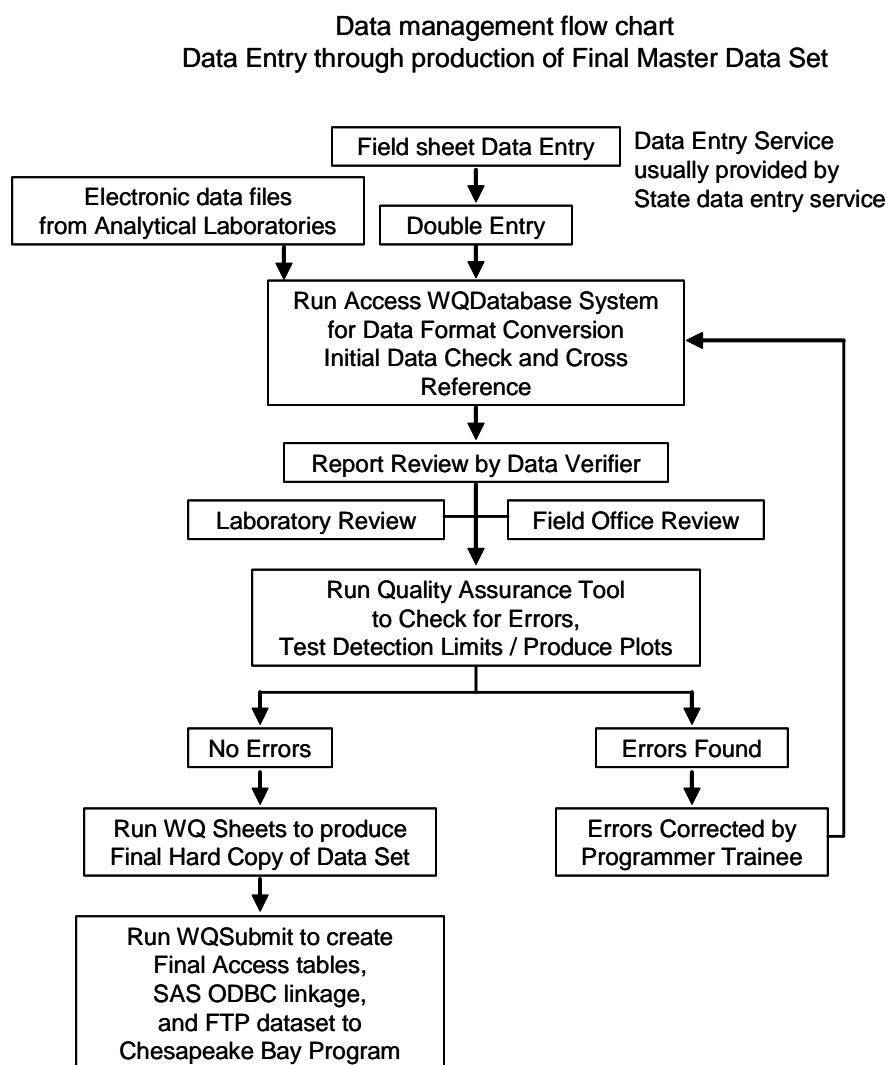 Data management flow chart
Data Entry through production of Final Master Data Set
Field sheet Data Entry
Data Entry Service
usually provided by
State data entry service
Electronic data files
from Analytical Laboratories
Double Entry
Run Access WQDatabase System
for Data Format Conversion
Initial Data Check and Cross
Reference
Report Review by Data Verifier
Laboratory Review
Field Office Review
Run Quality Assurance Tool
to Check for Errors,
Test Detection Limits / Produce Plots
No Errors
Errors Found
Run WQ Sheets to produce
Final Hard Copy of Data Set
Errors Corrected by
Programmer Trainee
Run WQSubmit to create
Final Access tables,
SAS ODBC linkage,
and FTP dataset to
Chesapeake Bay Program